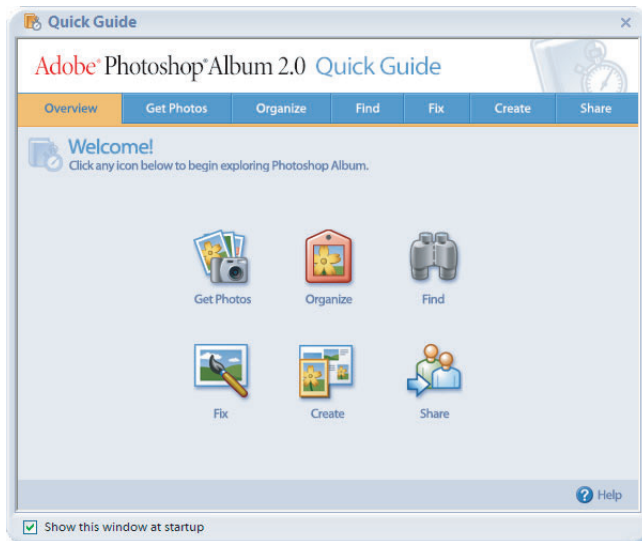 Quick Guide
Adobe® Photoshop® Album 2.0 Quick Guide
Overview Get Photos Organize Find Fix Create Share
Welcome!
Click any icon below to begin exploring Photoshop Album.
Get Photos Organize Find
Fix Create Share
Help
Show this window at startup